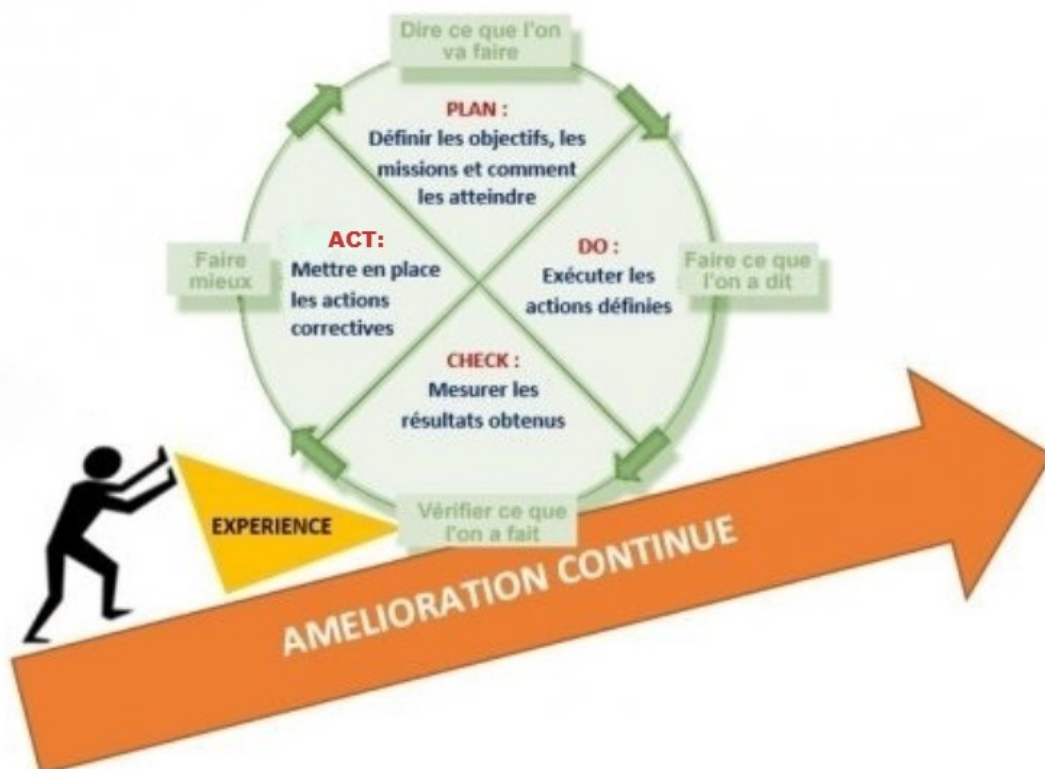 Dire ce que l'on
va faire
PLAN :
Définir les objectifs, les
missions et comment
les atteindre
ACT:
Mettre en place
les actions
correctives
Faire
mieux
DO :
Exécuter les
actions définies
Faire ce que
l'on a dit
CHECK :
Mesurer les
résultats obtenus
Vérifier ce que
l'on a fait
EXPERIENCE
AMELIORATION CONTINUE